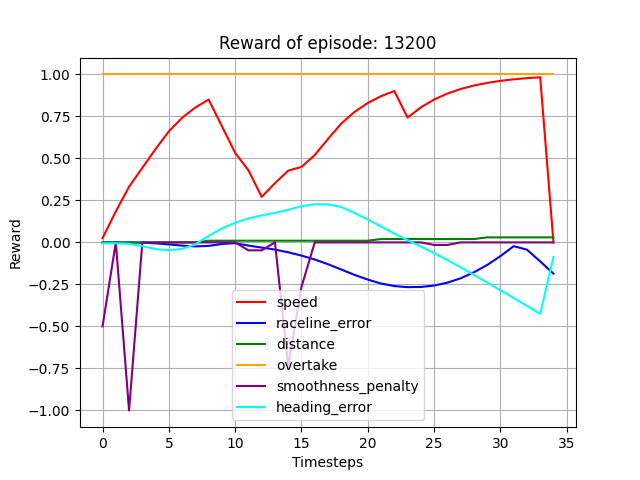 Reward of episode: 13200
1.00
0.75
0.50
0.25
0.00
−0.25
−0.50
−0.75
−1.00
Reward
speed
raceline_error
distance
overtake
smoothness_penalty
heading_error
0 5 10 15 20 25 30 35
Timesteps